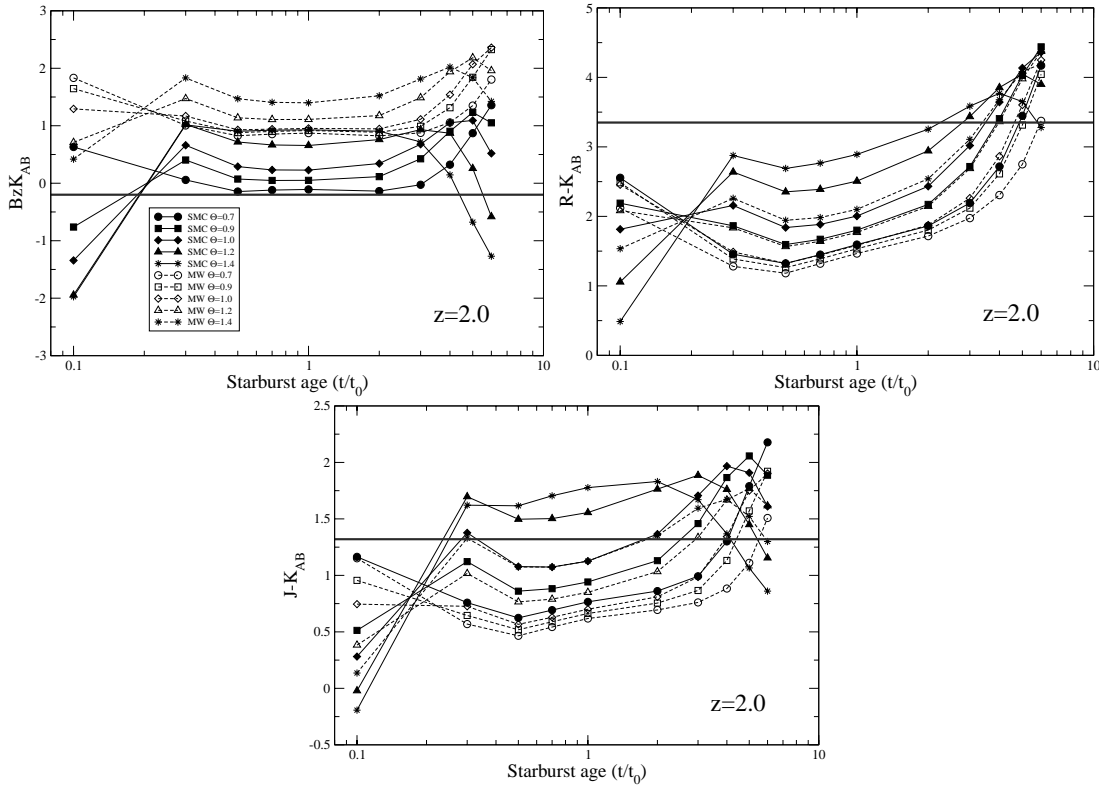 3
2
1
0
-1
-2
-3
BzK_AB
0.1
1
10
Starburst age (t/t_0)
SMC Θ=0.7
SMC Θ=0.9
SMC Θ=1.0
SMC Θ=1.2
SMC Θ=1.4
MW Θ=0.7
MW Θ=0.9
MW Θ=1.0
MW Θ=1.2
MW Θ=1.4
z=2.0
5
4
3
2
1
0
R-K_AB
0.1
1
10
Starburst age (t/t_0)
z=2.0
2.5
2
1.5
1
0.5
0
-0.5
J-K_AB
0.1
1
10
Starburst age (t/t_0)
z=2.0